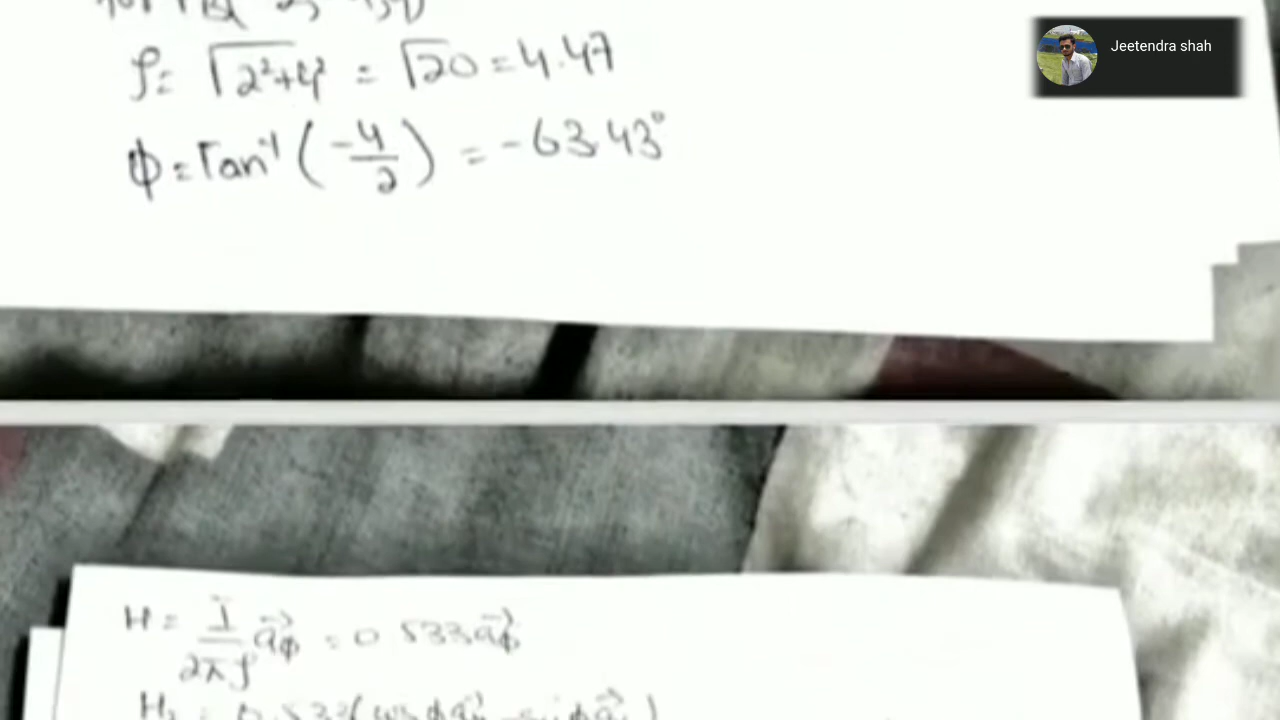 Jeetendra shah
ρ = √2²+4² = √20 = 4.47
ϕ = Tan⁻¹ (-4/2) = -63.43°
H = I/2πρ a⃗ϕ = 0.533 a⃗ϕ